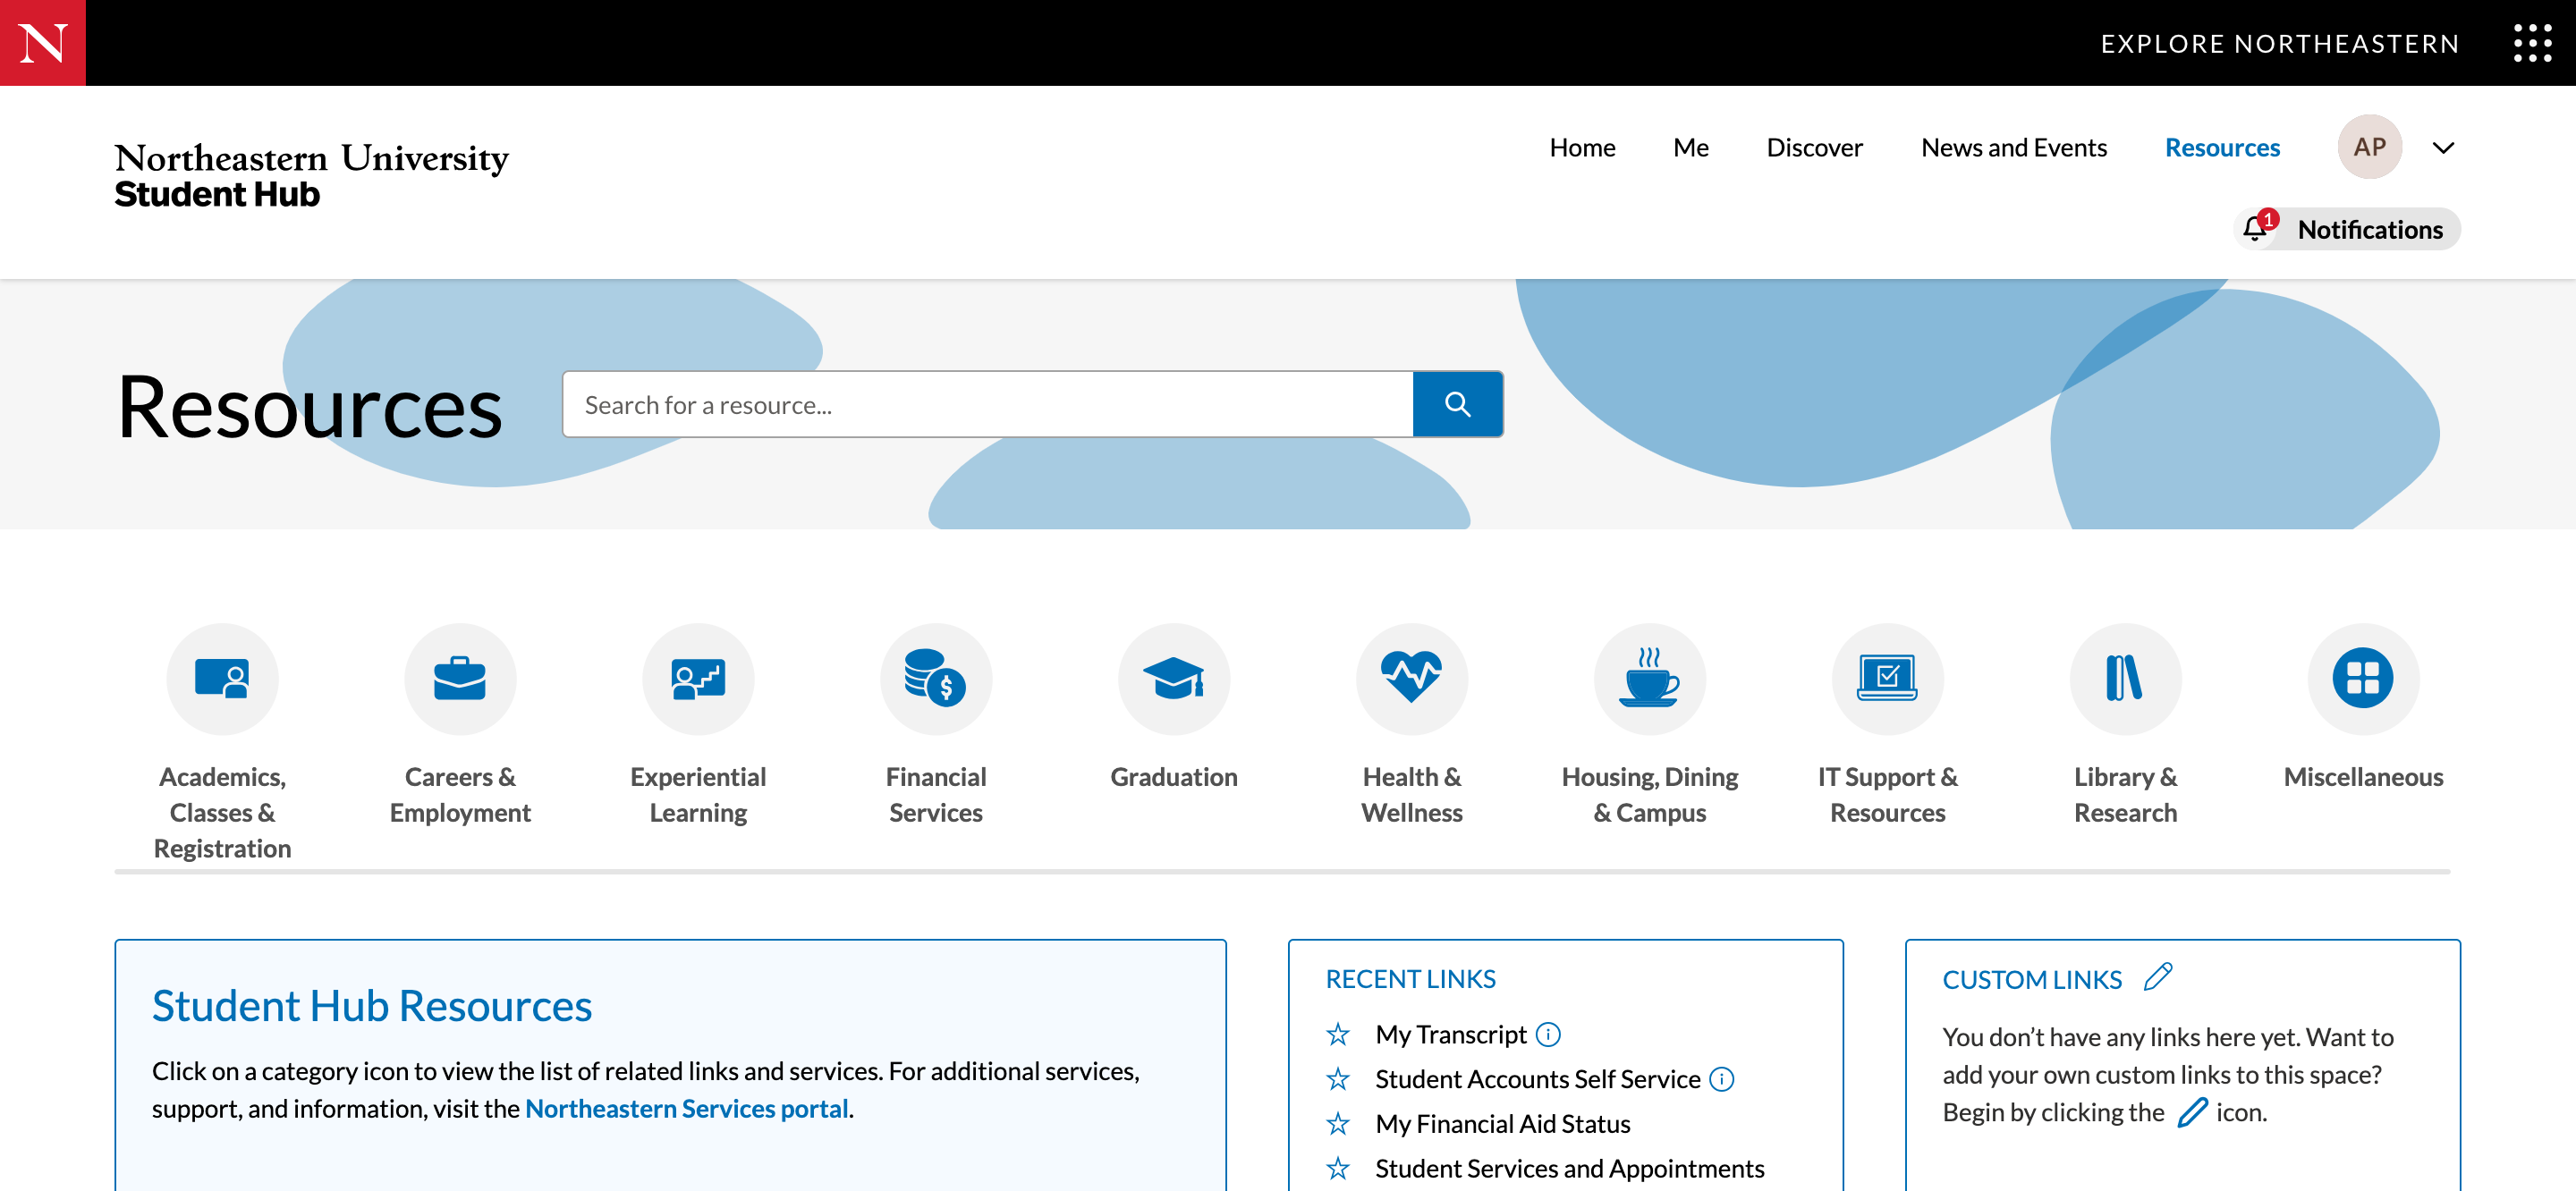 N
EXPLORE NORTHEASTERN
Northeastern University
Student Hub
Home
Me
Discover
News and Events
Resources
AP
1
Notifications
Resources
Search for a resource...
Academics,
Classes &
Registration
Careers &
Employment
Experiential
Learning
Financial
Services
Graduation
Health &
Wellness
Housing, Dining
& Campus
IT Support &
Resources
Library &
Research
Miscellaneous
Student Hub Resources
Click on a category icon to view the list of related links and services. For additional services,
support, and information, visit the Northeastern Services portal.
RECENT LINKS
My Transcript
Student Accounts Self Service
My Financial Aid Status
Student Services and Appointments
CUSTOM LINKS
You don’t have any links here yet. Want to
add your own custom links to this space?
Begin by clicking the icon.